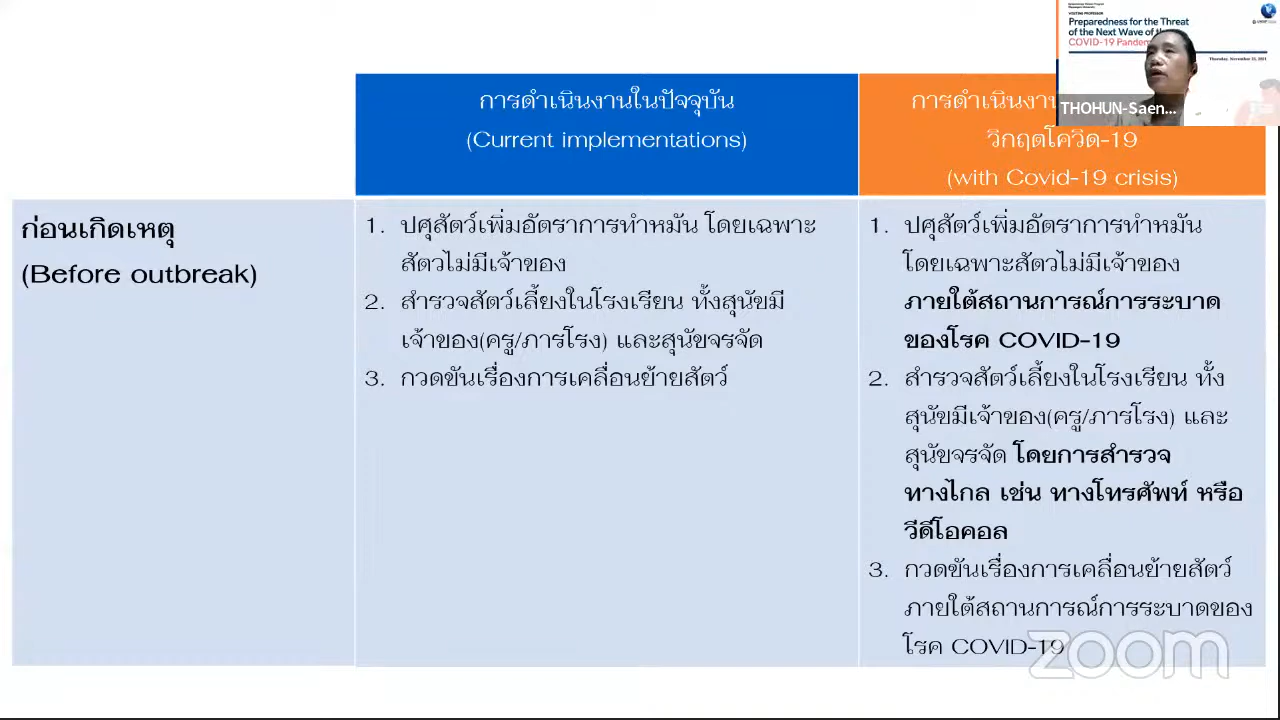 Preparedness for the Threat
of the Next Wave of
COVID-19 Pandem
Thursday, November 25, 2021
THOHUN-Saen...
การดำเนินงานในปัจจุบัน
(Current implementations)
การดำเนินงาน
วิกฤตโควิด-19
(with Covid-19 crisis)
ก่อนเกิดเหตุ
(Before outbreak)
1. ปศุสัตว์เพิ่มอัตราการทำหมัน โดยเฉพาะ
สัตวไม่มีเจ้าของ
2. สำรวจสัตว์เลี้ยงในโรงเรียน ทั้งสุนัขมี
เจ้าของ(ครู/ภารโรง) และสุนัขจรจัด
3. กวดขันเรื่องการเคลื่อนย้ายสัตว์
1. ปศุสัตว์เพิ่มอัตราการทำหมัน
โดยเฉพาะสัตวไม่มีเจ้าของ
ภายใต้สถานการณ์การระบาด
ของโรค COVID-19
2. สำรวจสัตว์เลี้ยงในโรงเรียน ทั้ง
สุนัขมีเจ้าของ(ครู/ภารโรง) และ
สุนัขจรจัด โดยการสำรวจ
ทางไกล เช่น ทางโทรศัพท์ หรือ
วีดีโอคอล
3. กวดขันเรื่องการเคลื่อนย้ายสัตว์
ภายใต้สถานการณ์การระบาดของ
โรค COVID-19
zoom